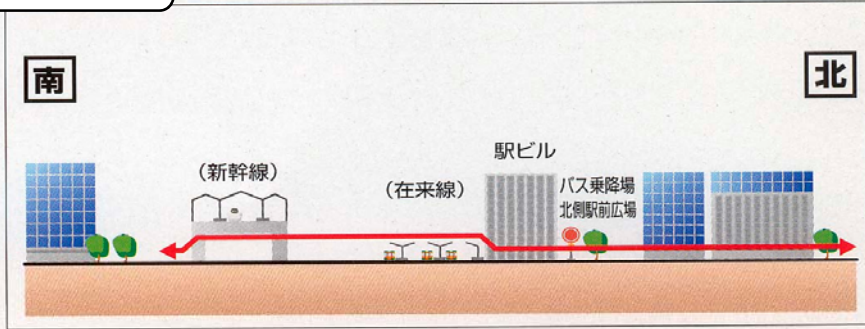 南
北
駅ビル
(新幹線)
(在来線)
バス乗降場
北側駅前広場